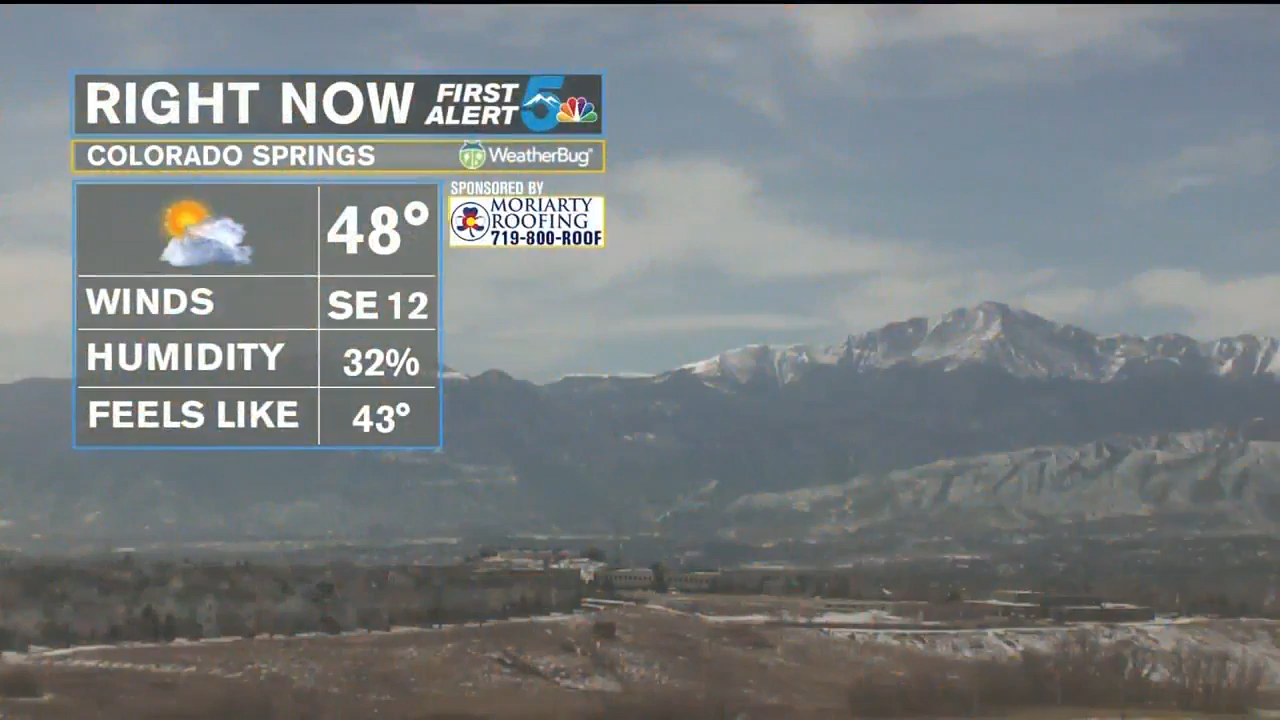 RIGHT NOW FIRST ALERT 5
COLORADO SPRINGS WeatherBug®
SPONSORED BY
MORIARTY
ROOFING
719-800-ROOF
48°
WINDS SE 12
HUMIDITY 32%
FEELS LIKE 43°